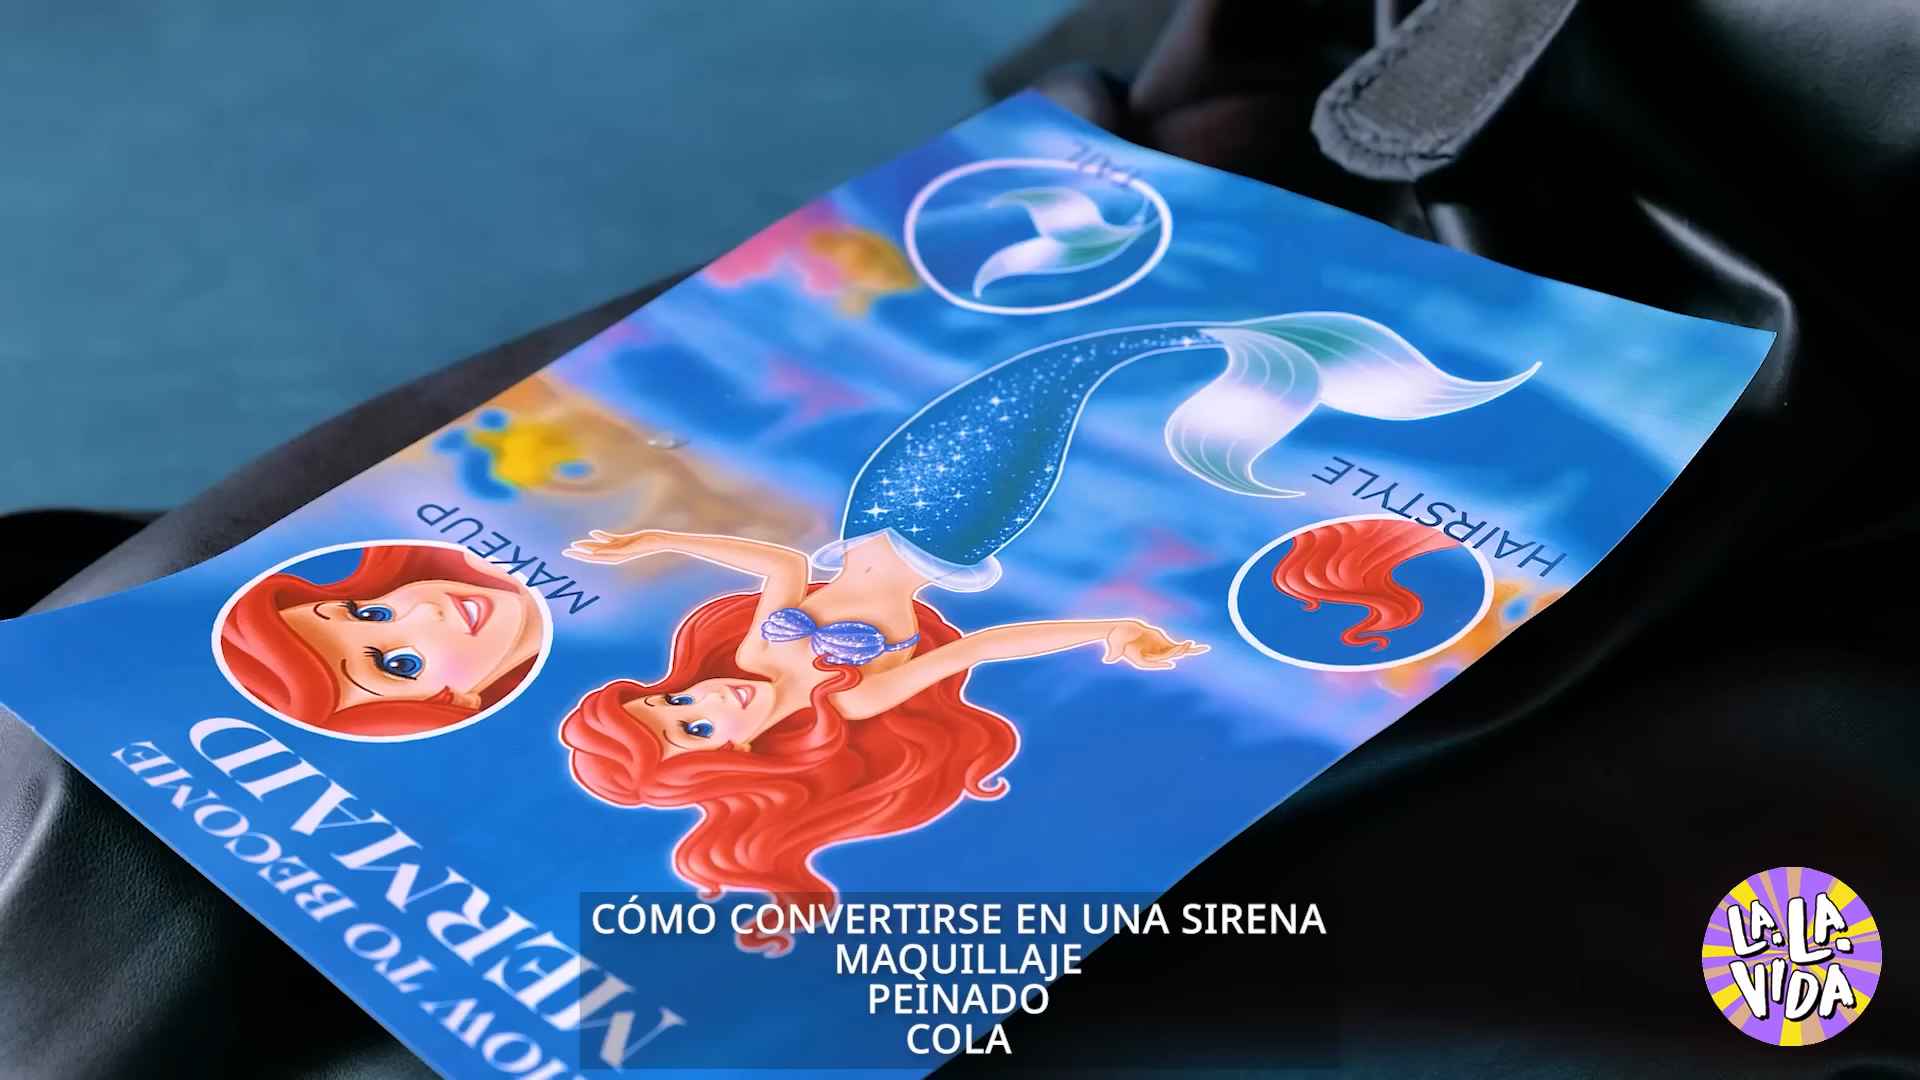 HOW TO BECOME
MERMAID
MAKEUP
HAIRSTYLE
TAIL
CÓMO CONVERTIRSE EN UNA SIRENA
MAQUILLAJE
PEINADO
COLA
LA LA
VIDA